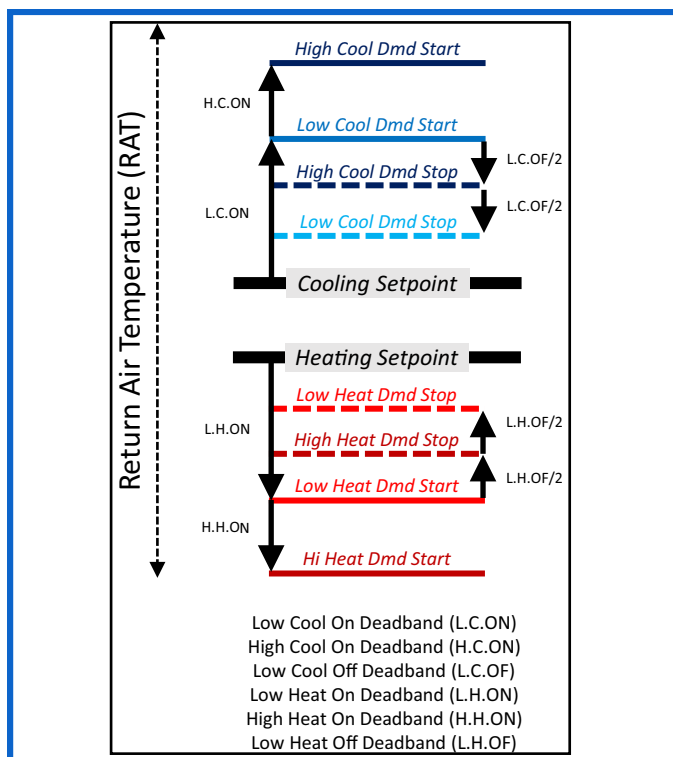 Return Air Temperature (RAT)
High Cool Dmd Start
H.C.ON
Low Cool Dmd Start
L.C.OF/2
High Cool Dmd Stop
L.C.ON
L.C.OF/2
Low Cool Dmd Stop
Cooling Setpoint
Heating Setpoint
Low Heat Dmd Stop
L.H.ON
L.H.OF/2
High Heat Dmd Stop
L.H.OF/2
Low Heat Dmd Start
H.H.ON
Hi Heat Dmd Start
Low Cool On Deadband (L.C.ON)
High Cool On Deadband (H.C.ON)
Low Cool Off Deadband (L.C.OF)
Low Heat On Deadband (L.H.ON)
High Heat On Deadband (H.H.ON)
Low Heat Off Deadband (L.H.OF)